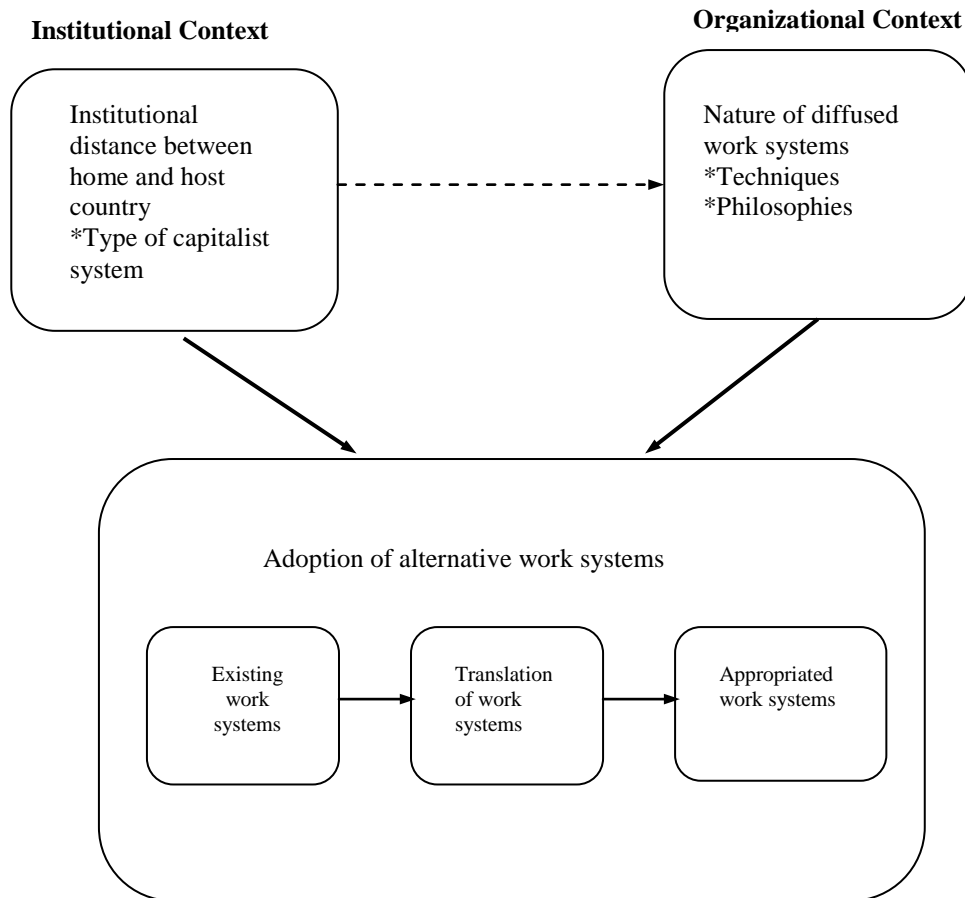 Institutional Context
Organizational Context
Institutional
distance between
home and host
country
*Type of capitalist
system
Nature of diffused
work systems
*Techniques
*Philosophies
Adoption of alternative work systems
Existing
work
systems
Translation
of work
systems
Appropriated
work systems